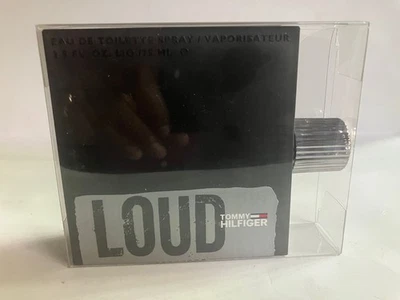 EAU DE TOILETTE SPRAY / VAPORISATEUR
LOUD
TOMMY
HILFIGER